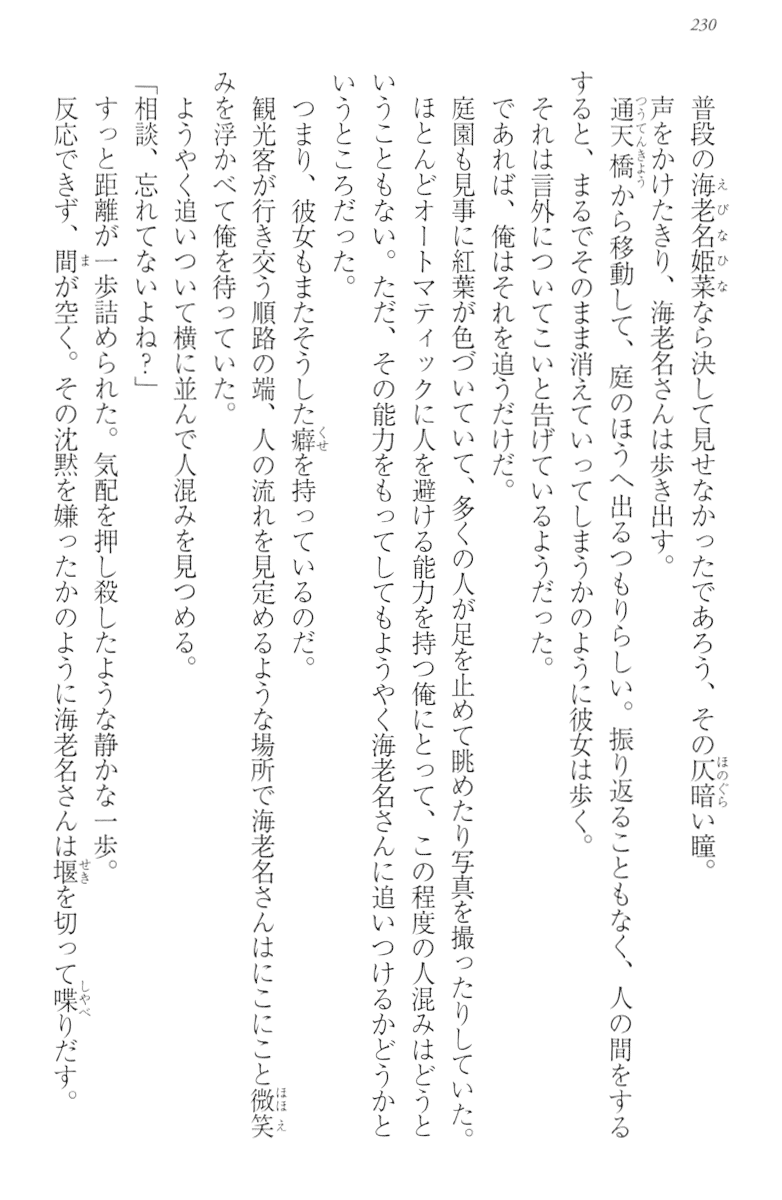 230
普段の海老名姫菜なら決して見せなかったであろう、その仄暗い瞳。
声をかけたきり、海老名さんは歩き出す。
通天橋から移動して、庭のほうへ出るつもりらしい。振り返ることもなく、人の間をする
すると、まるでそのまま消えていってしまうかのように彼女は歩く。
それは言外についてこいと告げているようだった。
であれば、俺はそれを追うだけだ。
庭園も見事に紅葉が色づいていて、多くの人が足を止めて眺めたり写真を撮ったりしていた。
ほとんどオートマティックに人を避ける能力を持つ俺にとって、この程度の人混みはどうと
いうこともない。ただ、その能力をもってしてもようやく海老名さんに追いつけるかどうかと
いうところだった。
つまり、彼女もまたそうした癖を持っているのだ。
観光客が行き交う順路の端、人の流れを見定めるような場所で海老名さんはにこにこと微笑
みを浮かべて俺を待っていた。
ようやく追いついて横に並んで人混みを見つめる。
「相談、忘れてないよね?」
すっと距離が一歩詰められた。気配を押し殺したような静かな一歩。
反応できず、間が空く。その沈黙を嫌ったかのように海老名さんは堰を切って喋りだす。